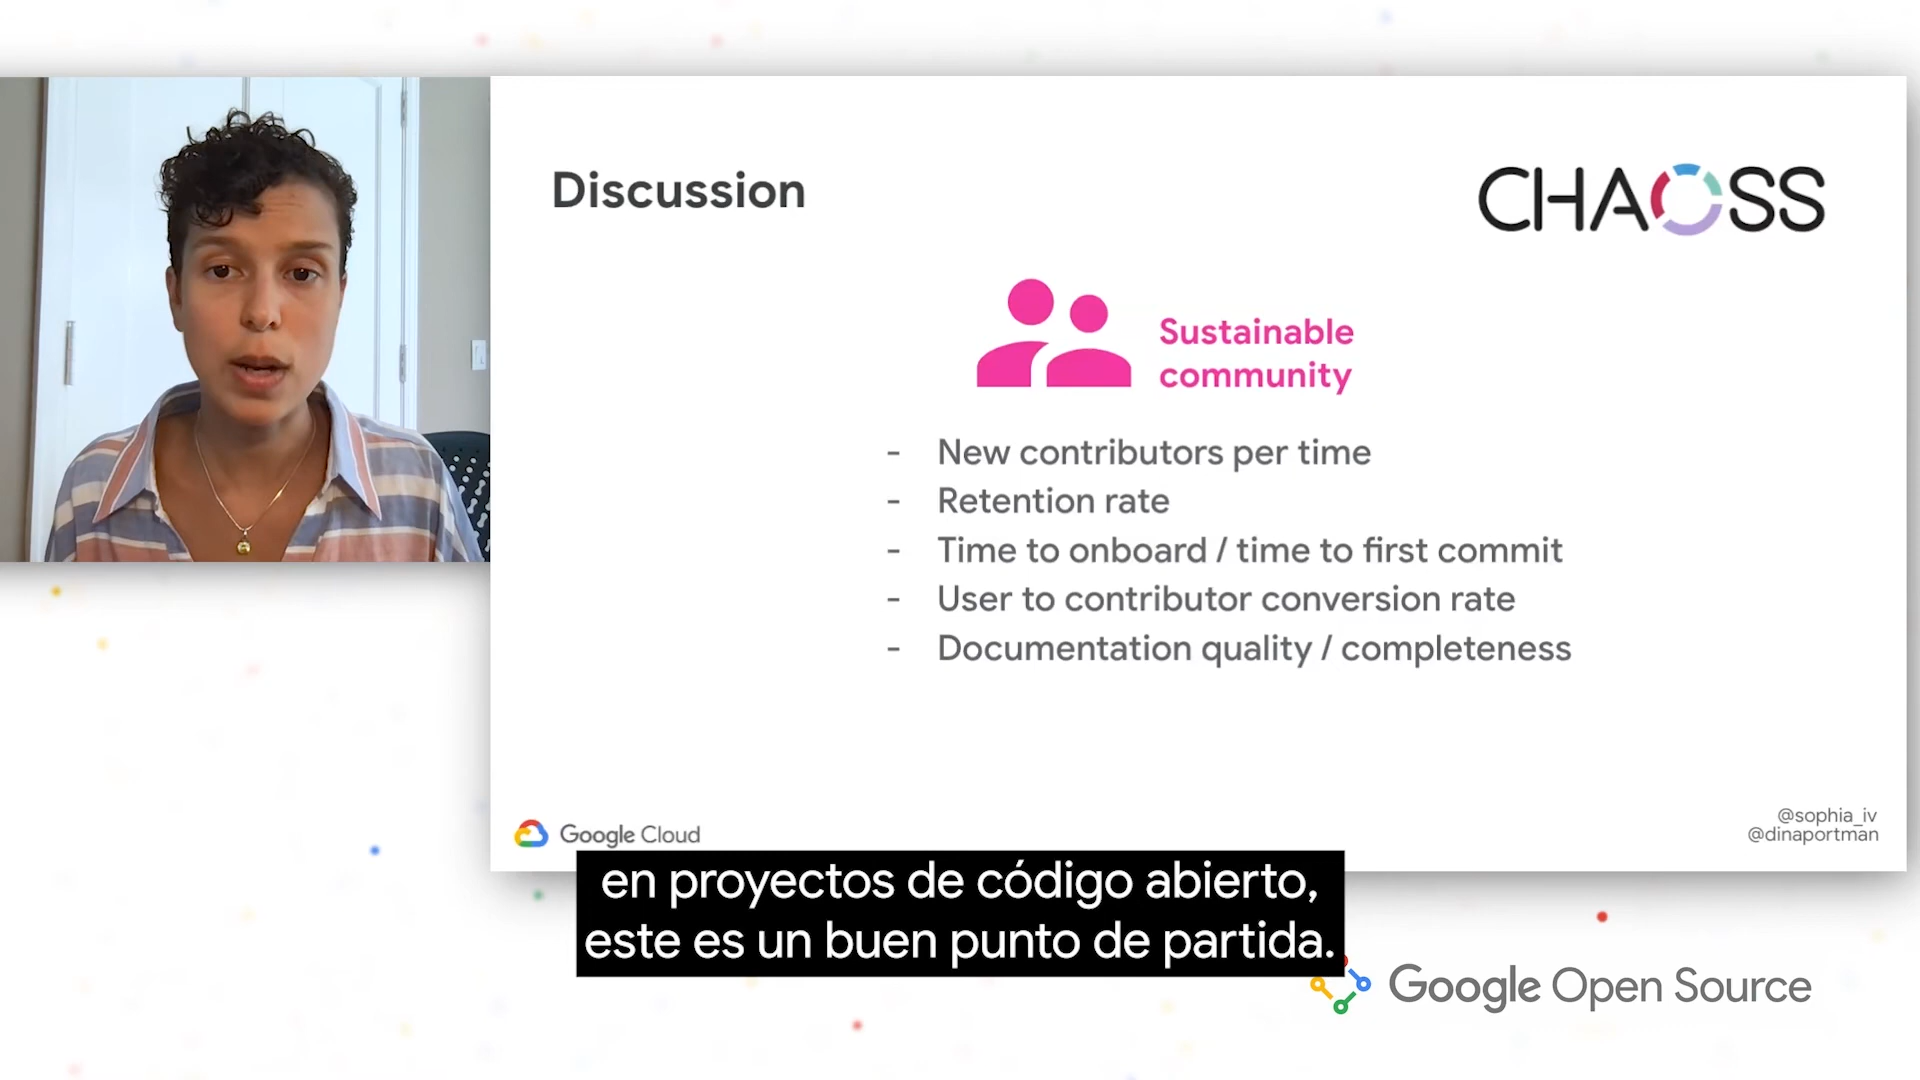 Discussion
CHAOSS
Sustainable
community
- New contributors per time
- Retention rate
- Time to onboard / time to first commit
- User to contributor conversion rate
- Documentation quality / completeness
Google Cloud
@sophia_iv
@dinaportman
en proyectos de código abierto,
este es un buen punto de partida.
Google Open Source